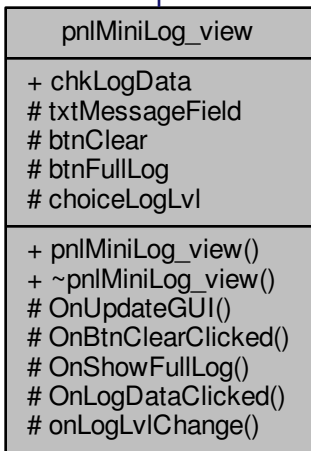 pnlMiniLog_view
+ chkLogData
# txtMessageField
# btnClear
# btnFullLog
# choiceLogLvl
+ pnlMiniLog_view()
+ ~pnlMiniLog_view()
# OnUpdateGUI()
# OnBtnClearClicked()
# OnShowFullLog()
# OnLogDataClicked()
# onLogLvlChange()